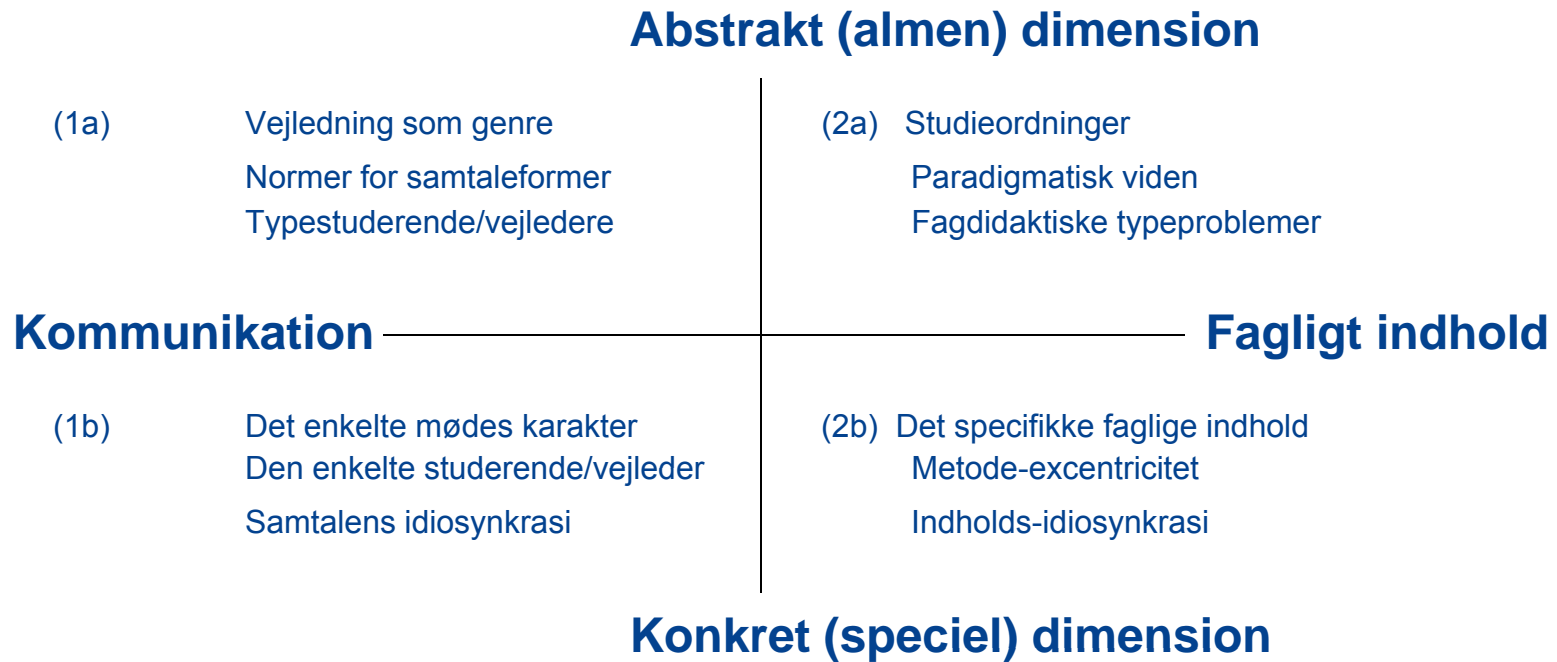 Abstrakt (almen) dimension
(1a) Vejledning som genre
Normer for samtaleformer
Typestuderende/vejledere
(2a) Studieordninger
Paradigmatisk viden
Fagdidaktiske typeproblemer
Kommunikation
Fagligt indhold
(1b) Det enkelte mødes karakter
Den enkelte studerende/vejleder
Samtalens idiosynkrasi
(2b) Det specifikke faglige indhold
Metode-excentricitet
Indholds-idiosynkrasi
Konkret (speciel) dimension